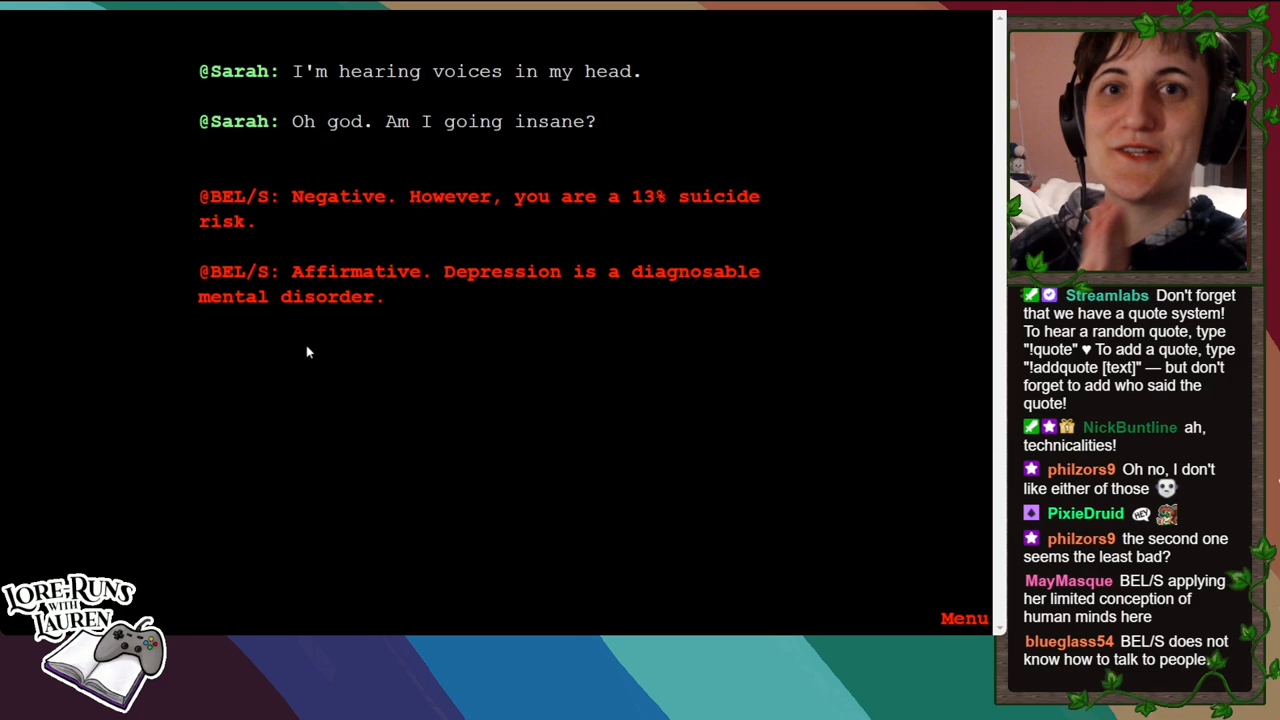 @Sarah: I'm hearing voices in my head.
@Sarah: Oh god. Am I going insane?
@BEL/S: Negative. However, you are a 13% suicide
risk.
@BEL/S: Affirmative. Depression is a diagnosable
mental disorder.
Menu
LORE-RUNS
WITH
LAUREN
Streamlabs Don't forget
that we have a quote system!
To hear a random quote, type
"!quote" ♥ To add a quote, type
"!addquote [text]" — but don't
forget to add who said the
quote!
NickBuntline ah,
technicalities!
philzors9 Oh no, I don't
like either of those
PixieDruid HEY
philzors9 the second one
seems the least bad?
MayMasque BEL/S applying
her limited conception of
human minds here
blueglass54 BEL/S does not
know how to talk to people.